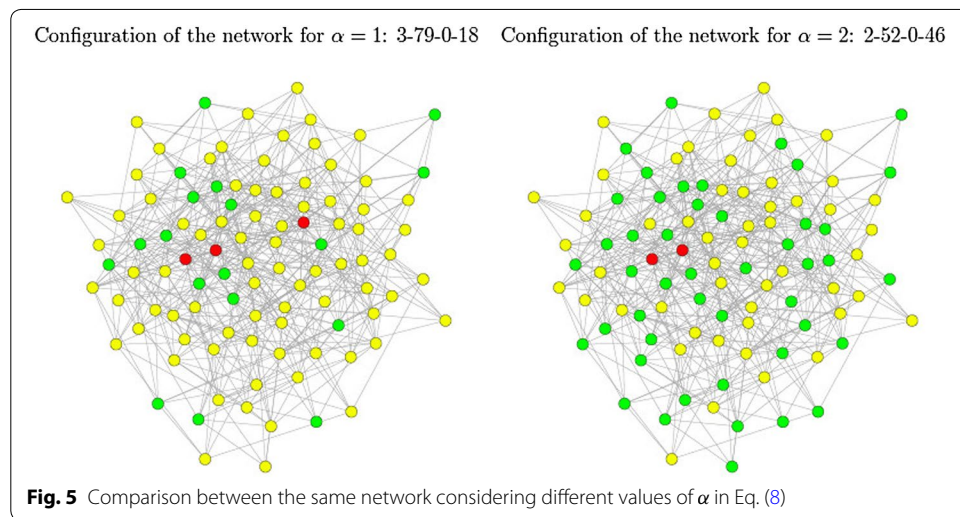 Configuration of the network for α = 1: 3-79-0-18
Configuration of the network for α = 2: 2-52-0-46
Fig. 5 Comparison between the same network considering different values of α in Eq. (8)